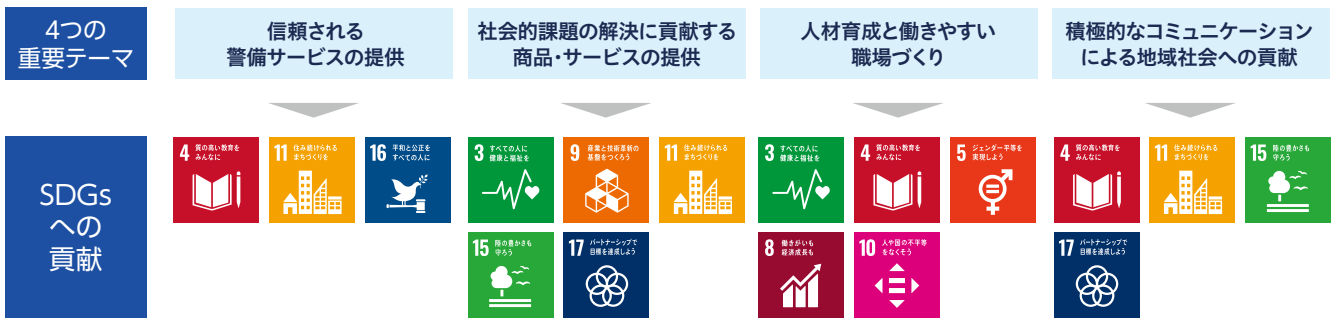 4つの
重要テーマ
信頼される
警備サービスの提供
社会的課題の解決に貢献する
商品・サービスの提供
人材育成と働きやすい
職場づくり
積極的なコミュニケーション
による地域社会への貢献
SDGs
への
貢献
4 質の高い教育を
みんなに
11 住み続けられる
まちづくりを
16 平和と公正を
すべての人に
3 すべての人に
健康と福祉を
9 産業と技術革新の
基盤をつくろう
11 住み続けられる
まちづくりを
15 陸の豊かさも
守ろう
17 パートナーシップで
目標を達成しよう
3 すべての人に
健康と福祉を
4 質の高い教育を
みんなに
5 ジェンダー平等を
実現しよう
8 働きがいも
経済成長も
10 人や国の不平等
をなくそう
4 質の高い教育を
みんなに
11 住み続けられる
まちづくりを
15 陸の豊かさも
守ろう
17 パートナーシップで
目標を達成しよう